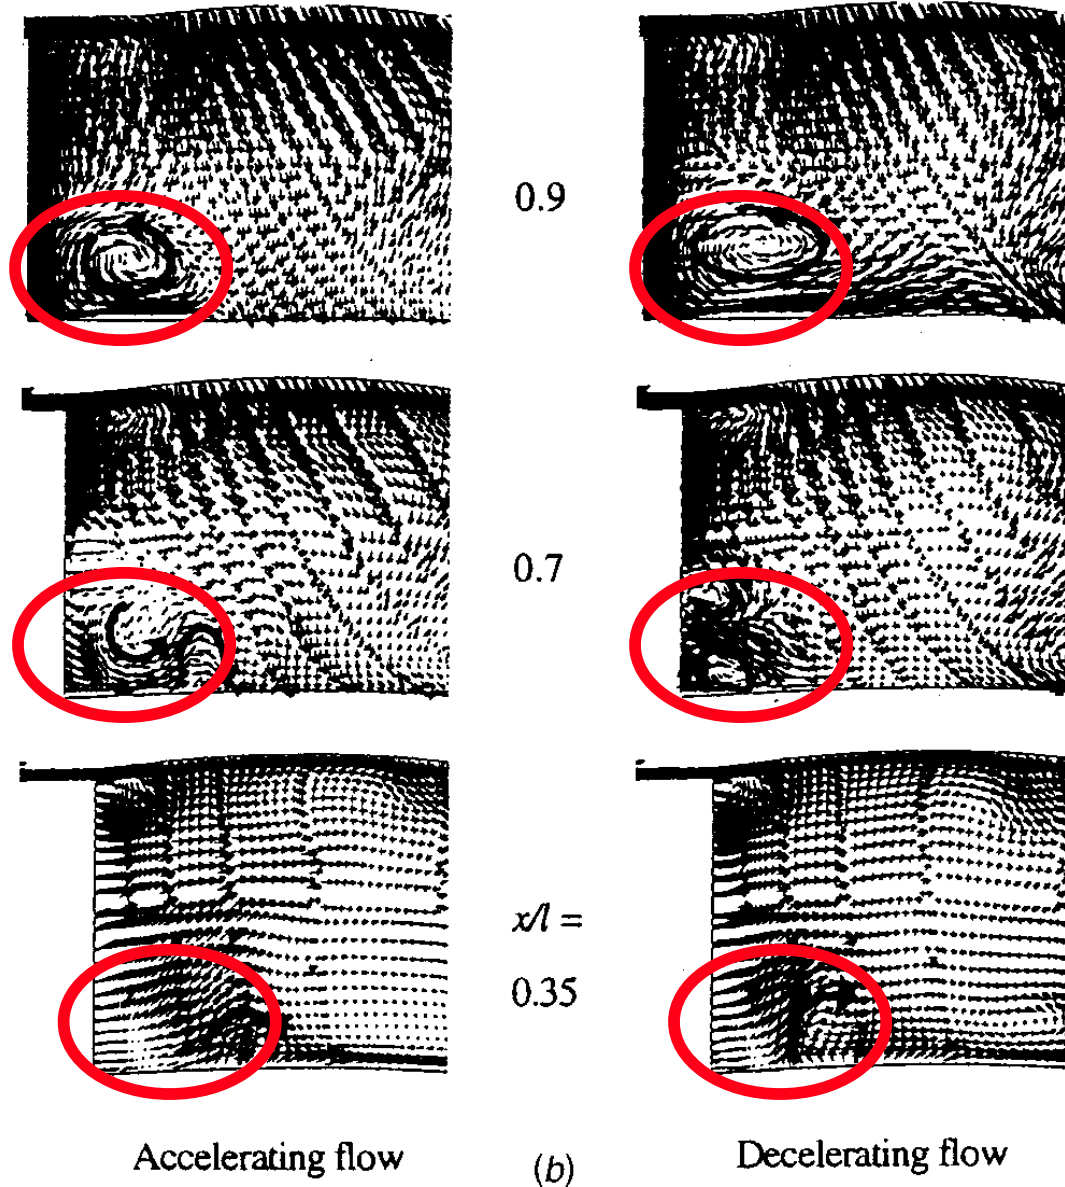 0.9
0.7
x/l =
0.35
Accelerating flow
(b)
Decelerating flow